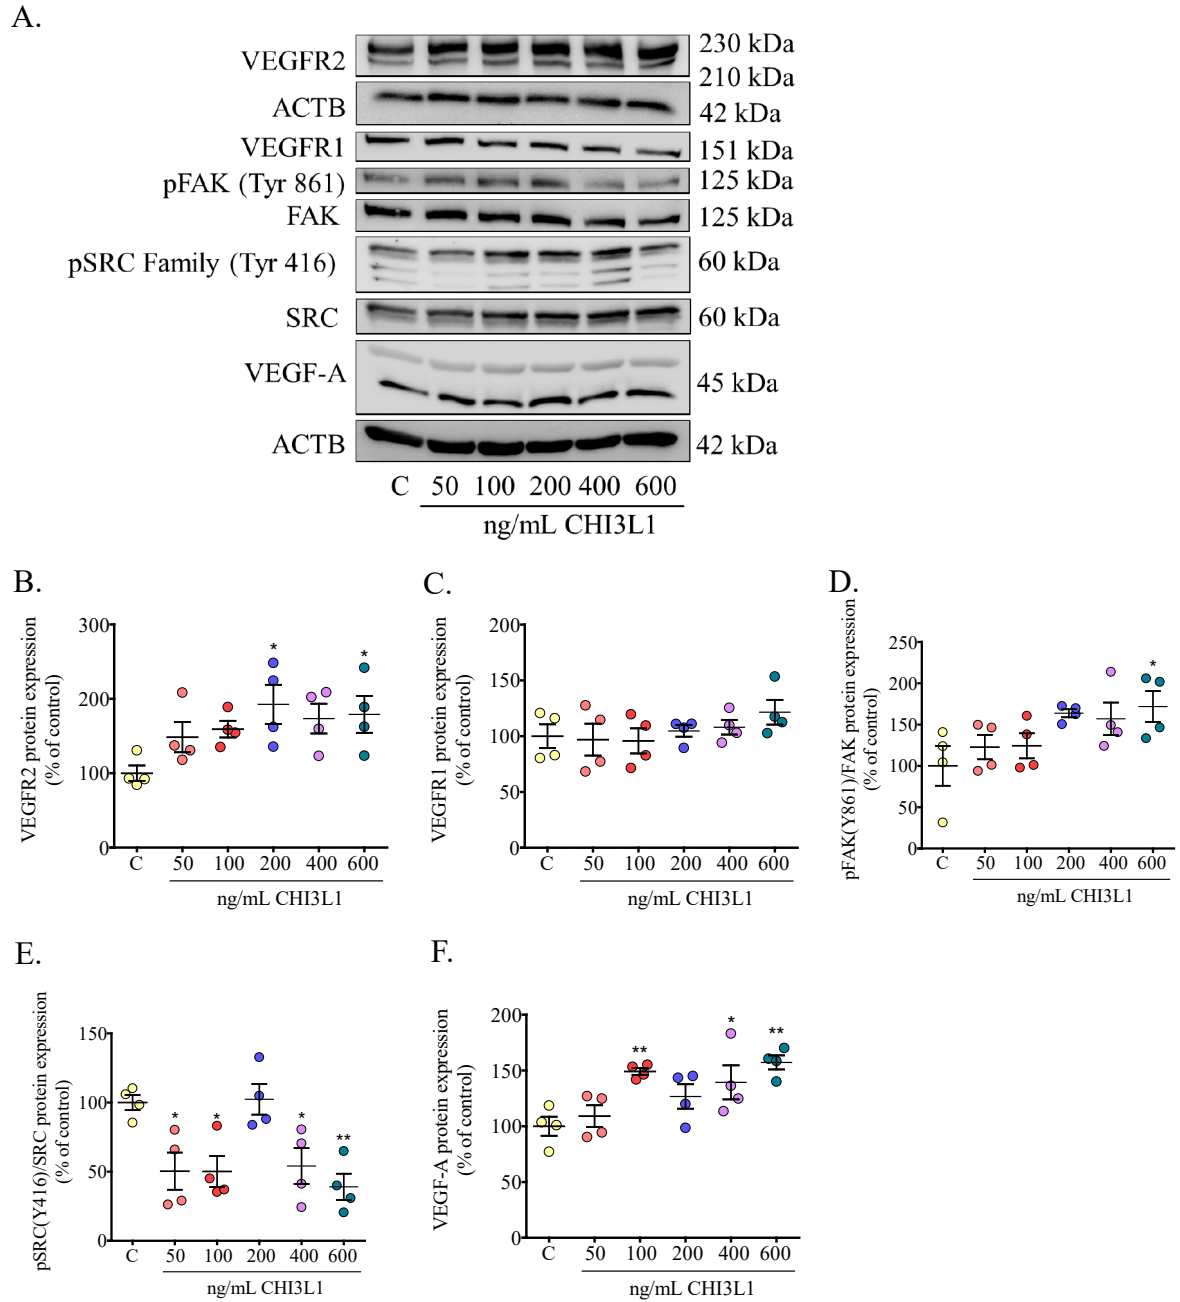 A.
VEGFR2 230 kDa
210 kDa
ACTB 42 kDa
VEGFR1 151 kDa
pFAK (Tyr 861) 125 kDa
FAK 125 kDa
pSRC Family (Tyr 416) 60 kDa
SRC 60 kDa
VEGF-A 45 kDa
ACTB 42 kDa
C 50 100 200 400 600
ng/mL CHI3L1
B.
VEGFR2 protein expression
(% of control)
300
200
100
0
* *
C 50 100 200 400 600
ng/mL CHI3L1
C.
VEGFR1 protein expression
(% of control)
200
150
100
50
0
C 50 100 200 400 600
ng/mL CHI3L1
D.
pFAK(Y861)/FAK protein expression
(% of control)
250
200
150
100
50
0
*
C 50 100 200 400 600
ng/mL CHI3L1
E.
pSRC(Y416)/SRC protein expression
(% of control)
150
100
50
0
* * * **
C 50 100 200 400 600
ng/mL CHI3L1
F.
VEGF-A protein expression
(% of control)
200
150
100
50
0
** * **
C 50 100 200 400 600
ng/mL CHI3L1